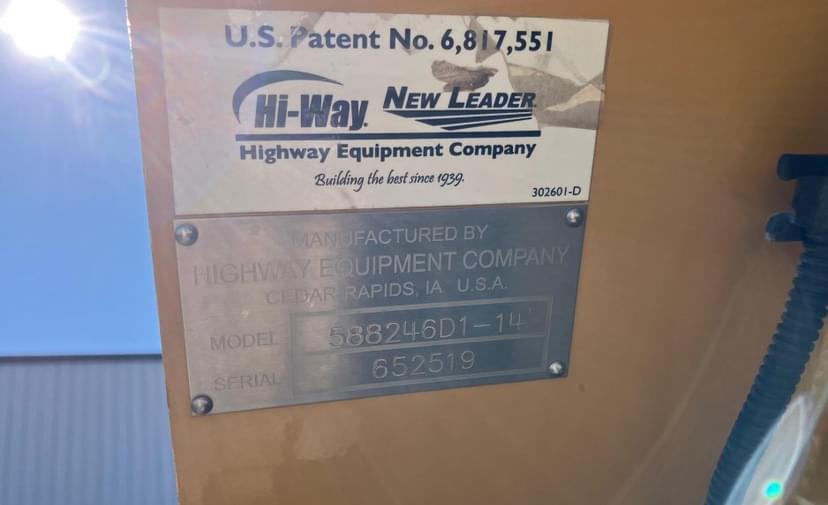 U.S. Patent No. 6,817,551
Hi-Way. NEW LEADER.
Highway Equipment Company
Building the best since 1939.
302601-D
MANUFACTURED BY
HIGHWAY EQUIPMENT COMPANY
CEDAR RAPIDS, IA U.S.A.
MODEL 588246D1-14'
SERIAL 652519